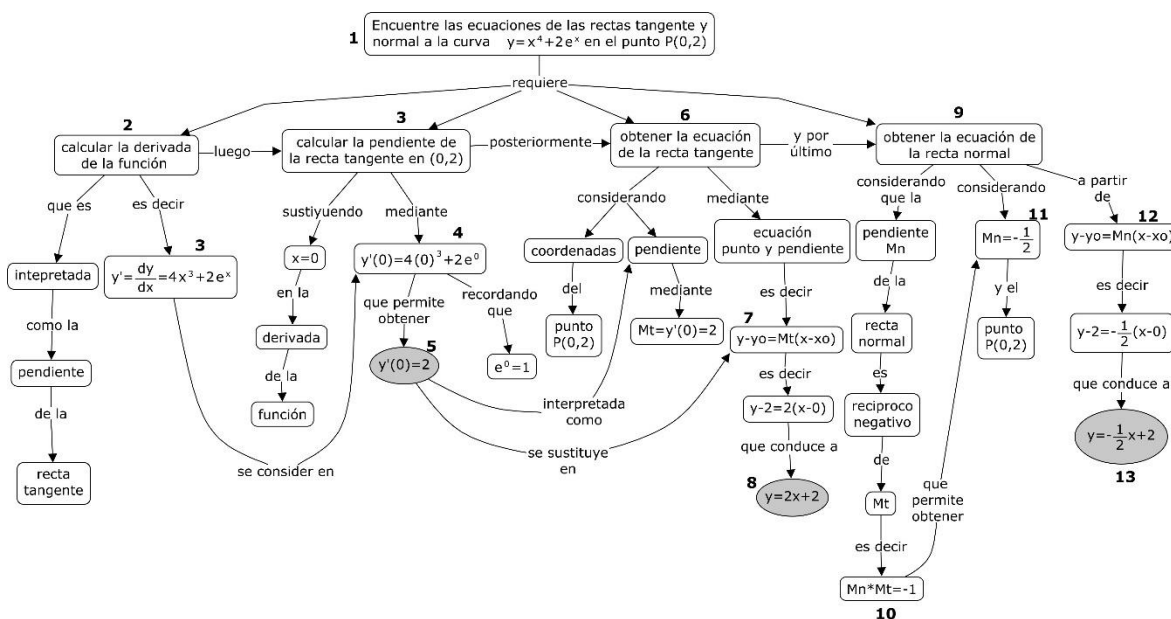 1
Encuentre las ecuaciones de las rectas tangente y
normal a la curva y=x⁴+2eˣ en el punto P(0,2)
requiere
2
calcular la derivada
de la función
luego
3
calcular la pendiente de
la recta tangente en (0,2)
posteriormente
6
obtener la ecuación
de la recta tangente
y por
último
9
obtener la ecuación de
la recta normal
que es
intepretada
como la
pendiente
de la
recta
tangente
es decir
3
y'=dy/dx=4x³+2eˣ
se consider en
sustiyuendo
x=0
en la
derivada
de la
función
mediante
4
y'(0)=4(0)³+2e⁰
que permite
obtener
5
y'(0)=2
recordando
que
e⁰=1
interpretada
como
se sustituye
en
considerando
coordenadas
del
punto
P(0,2)
pendiente
mediante
Mt=y'(0)=2
mediante
ecuación
punto y pendiente
es decir
7
y-yo=Mt(x-xo)
es decir
y-2=2(x-0)
que conduce a
8
y=2x+2
considerando
que la
pendiente
Mn
de la
recta
normal
es
reciproco
negativo
de
Mt
es decir
Mn*Mt=-1
10
que
permite
obtener
considerando
11
Mn=-1/2
y el
punto
P(0,2)
a partir
de
12
y-yo=Mn(x-xo)
es decir
y-2=-1/2(x-0)
que conduce a
y=-1/2x+2
13